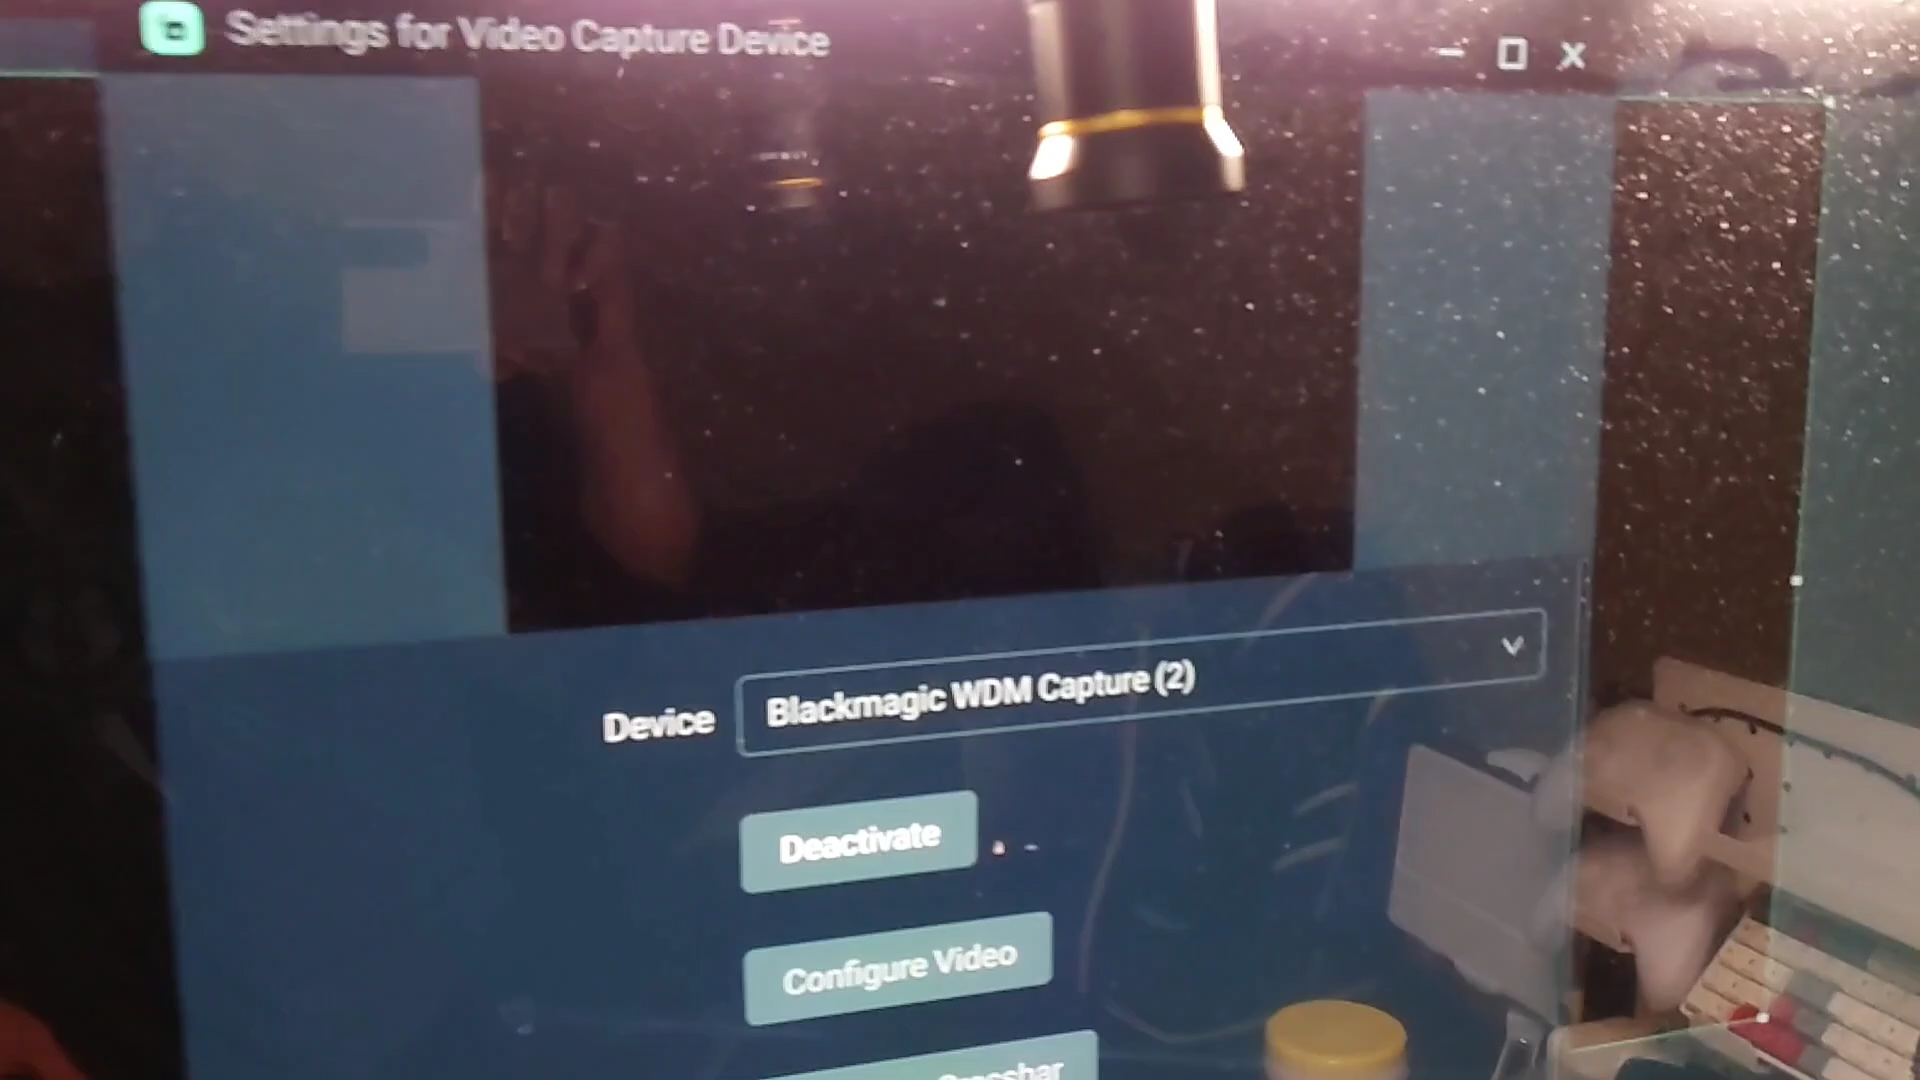 Settings for Video Capture Device
Device
Blackmagic WDM Capture (2)
Deactivate
Configure Video